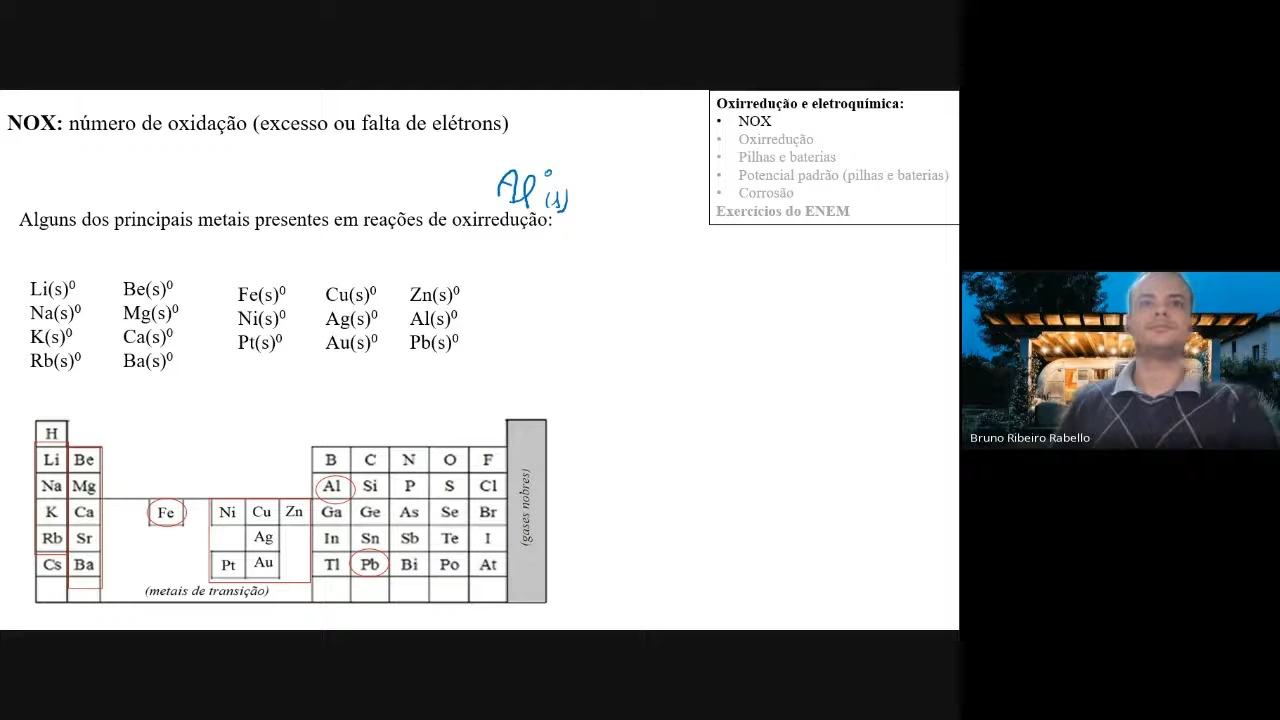 NOX: número de oxidação (excesso ou falta de elétrons)
Al⁰(s)
Alguns dos principais metais presentes em reações de oxirredução:
Li(s)⁰ Be(s)⁰ Fe(s)⁰ Cu(s)⁰ Zn(s)⁰
Na(s)⁰ Mg(s)⁰ Ni(s)⁰ Ag(s)⁰ Al(s)⁰
K(s)⁰ Ca(s)⁰ Pt(s)⁰ Au(s)⁰ Pb(s)⁰
Rb(s)⁰ Ba(s)⁰
H
Li Be B C N O F
Na Mg Al Si P S Cl
K Ca Fe Ni Cu Zn Ga Ge As Se Br
Rb Sr Ag In Sn Sb Te I
Cs Ba Pt Au Tl Pb Bi Po At
(metais de transição)
(gases nobres)
Oxirredução e eletroquímica:
• NOX
• Oxirredução
• Pilhas e baterias
• Potencial padrão (pilhas e baterias)
• Corrosão
Exercícios do ENEM
Bruno Ribeiro Rabello